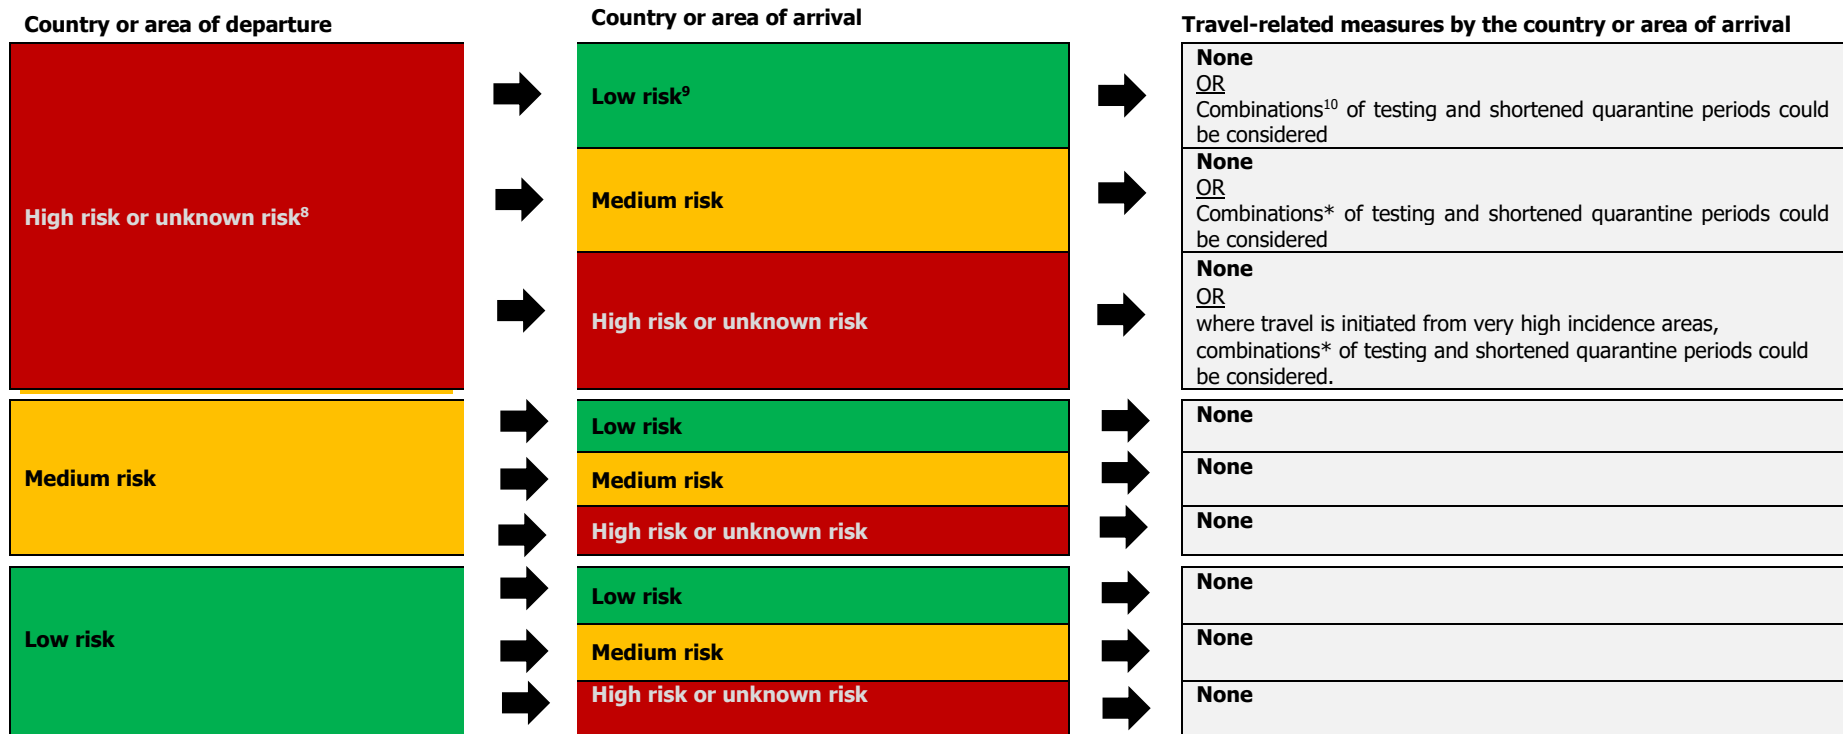 Country or area of departure
Country or area of arrival
Travel-related measures by the country or area of arrival
High risk or unknown risk⁸
Low risk⁹
None
OR
Combinations¹⁰ of testing and shortened quarantine periods could
be considered
Medium risk
None
OR
Combinations* of testing and shortened quarantine periods could
be considered
High risk or unknown risk
None
OR
where travel is initiated from very high incidence areas,
combinations* of testing and shortened quarantine periods could
be considered.
Medium risk
Low risk
None
Medium risk
None
High risk or unknown risk
None
Low risk
Low risk
None
Medium risk
None
High risk or unknown risk
None